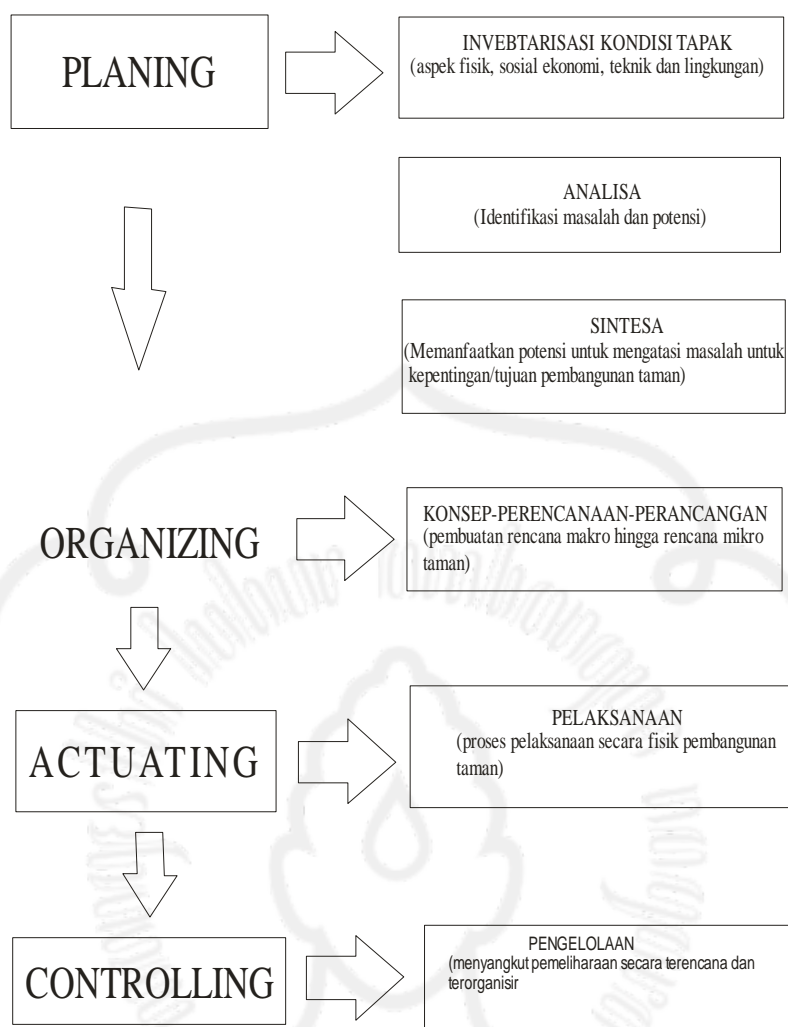 PLANING
INVEBTARISASI KONDISI TAPAK
(aspek fisik, sosial ekonomi, teknik dan lingkungan)
ANALISA
(Identifikasi masalah dan potensi)
SINTESA
(Memanfaatkan potensi untuk mengatasi masalah untuk
kepentingan/tujuan pembangunan taman)
ORGANIZING
KONSEP-PERENCANAAN-PERANCANGAN
(pembuatan rencana makro hingga rencana mikro
taman)
ACTUATING
PELAKSANAAN
(proses pelaksanaan secara fisik pembangunan
taman)
CONTROLLING
PENGELOLAAN
(menyangkut pemeliharaan secara terencana dan
terorganisir